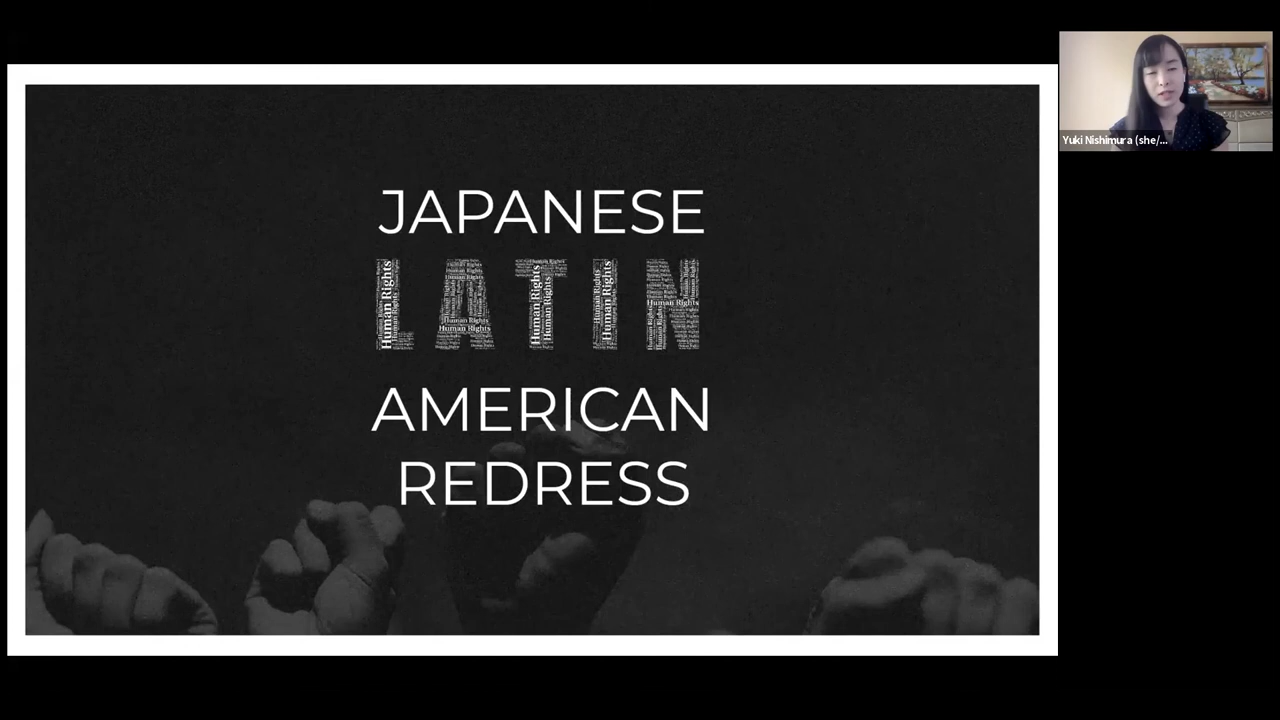 JAPANESE
LATIN
AMERICAN
REDRESS
Yuki Nishimura (she/...